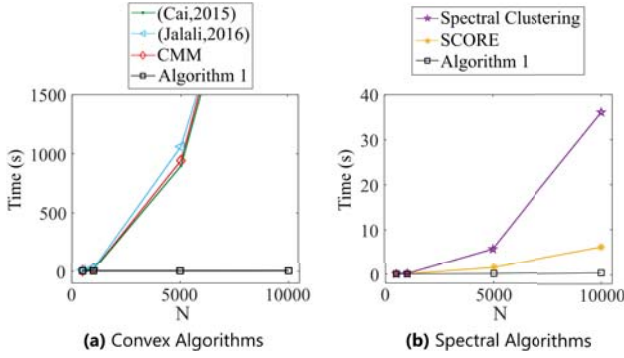 (Cai,2015)
(Jalali,2016)
CMM
Algorithm 1
1500
1000
500
0
Time (s)
0
5000
10000
N
(a) Convex Algorithms
Spectral Clustering
SCORE
Algorithm 1
40
30
20
10
0
Time (s)
0
5000
10000
N
(b) Spectral Algorithms